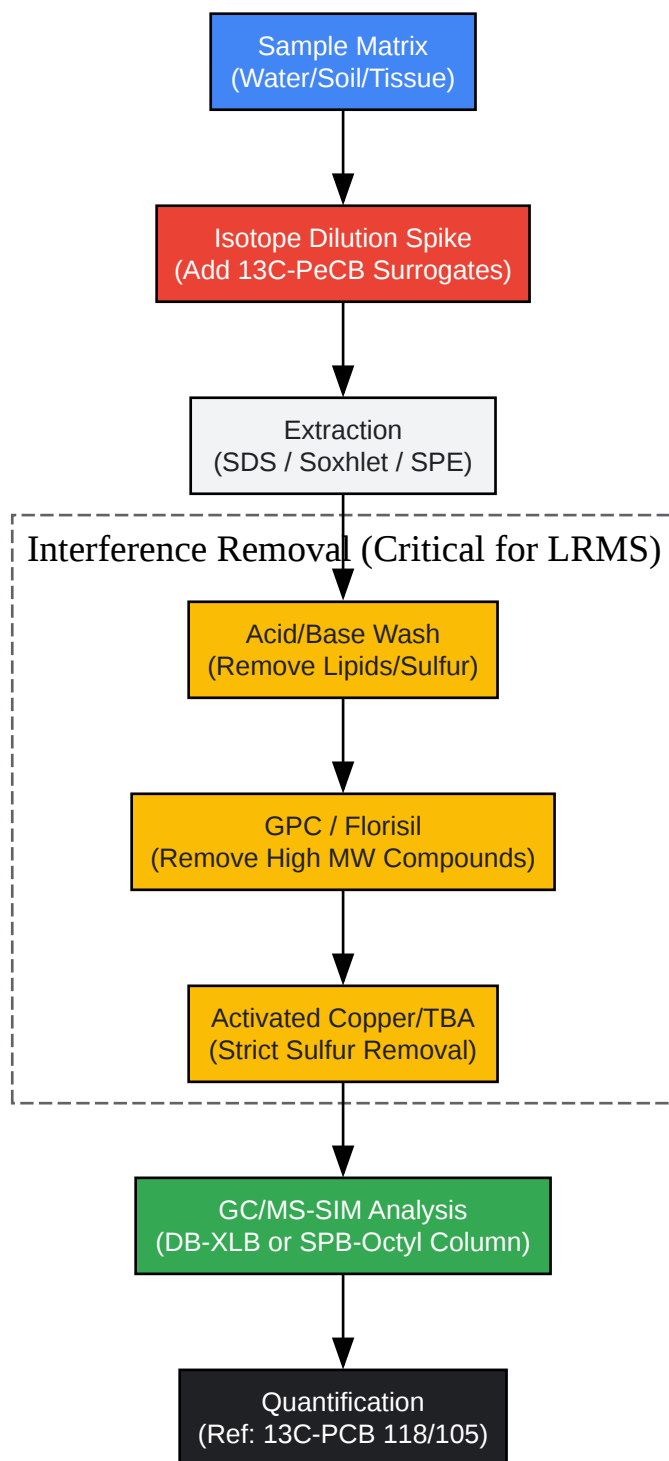 Sample Matrix
(Water/Soil/Tissue)
Isotope Dilution Spike
(Add 13C-PeCB Surrogates)
Extraction
(SDS / Soxhlet / SPE)
Interference Removal (Critical for LRMS)
Acid/Base Wash
(Remove Lipids/Sulfur)
GPC / Florisil
(Remove High MW Compounds)
Activated Copper/TBA
(Strict Sulfur Removal)
GC/MS-SIM Analysis
(DB-XLB or SPB-Octyl Column)
Quantification
(Ref: 13C-PCB 118/105)